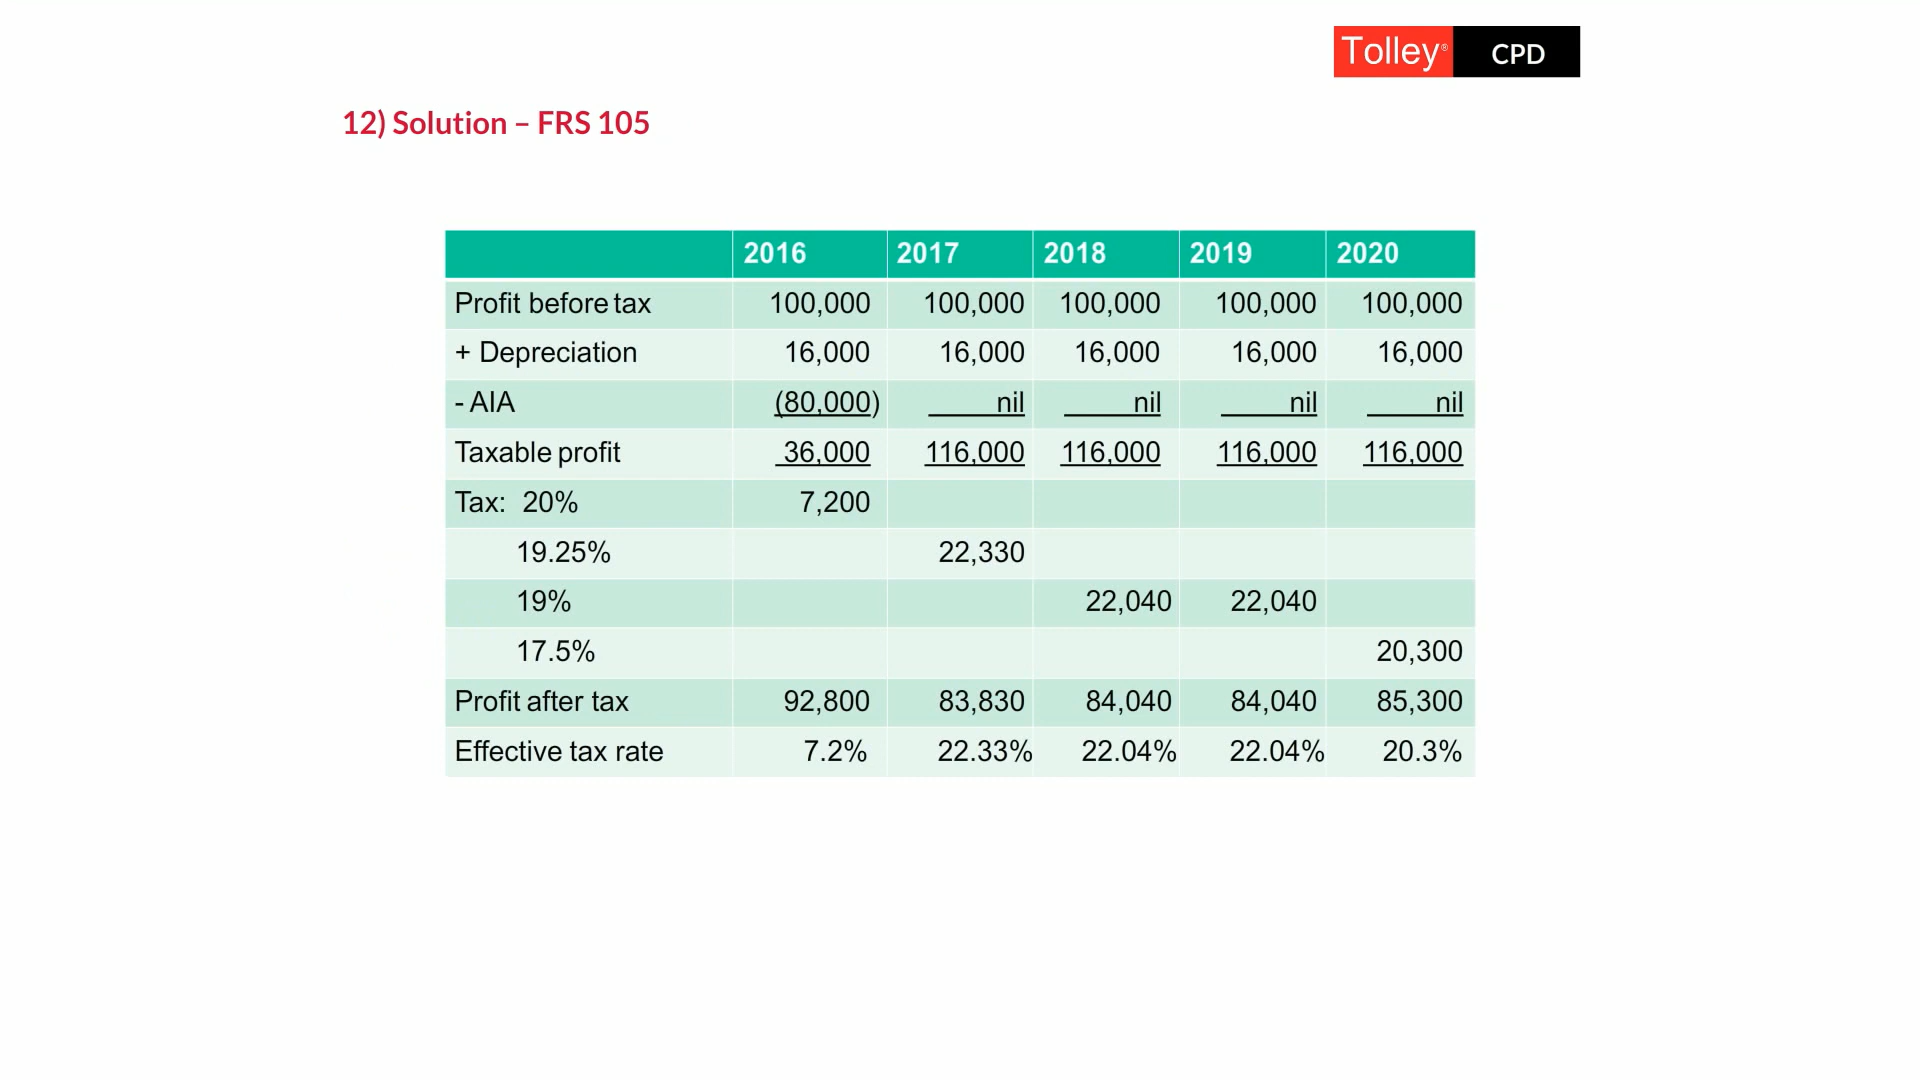 Tolley® CPD
12) Solution – FRS 105
2016 2017 2018 2019 2020
Profit before tax 100,000 100,000 100,000 100,000 100,000
+ Depreciation 16,000 16,000 16,000 16,000 16,000
- AIA (80,000) nil nil nil nil
Taxable profit 36,000 116,000 116,000 116,000 116,000
Tax: 20% 7,200
19.25% 22,330
19% 22,040 22,040
17.5% 20,300
Profit after tax 92,800 83,830 84,040 84,040 85,300
Effective tax rate 7.2% 22.33% 22.04% 22.04% 20.3%